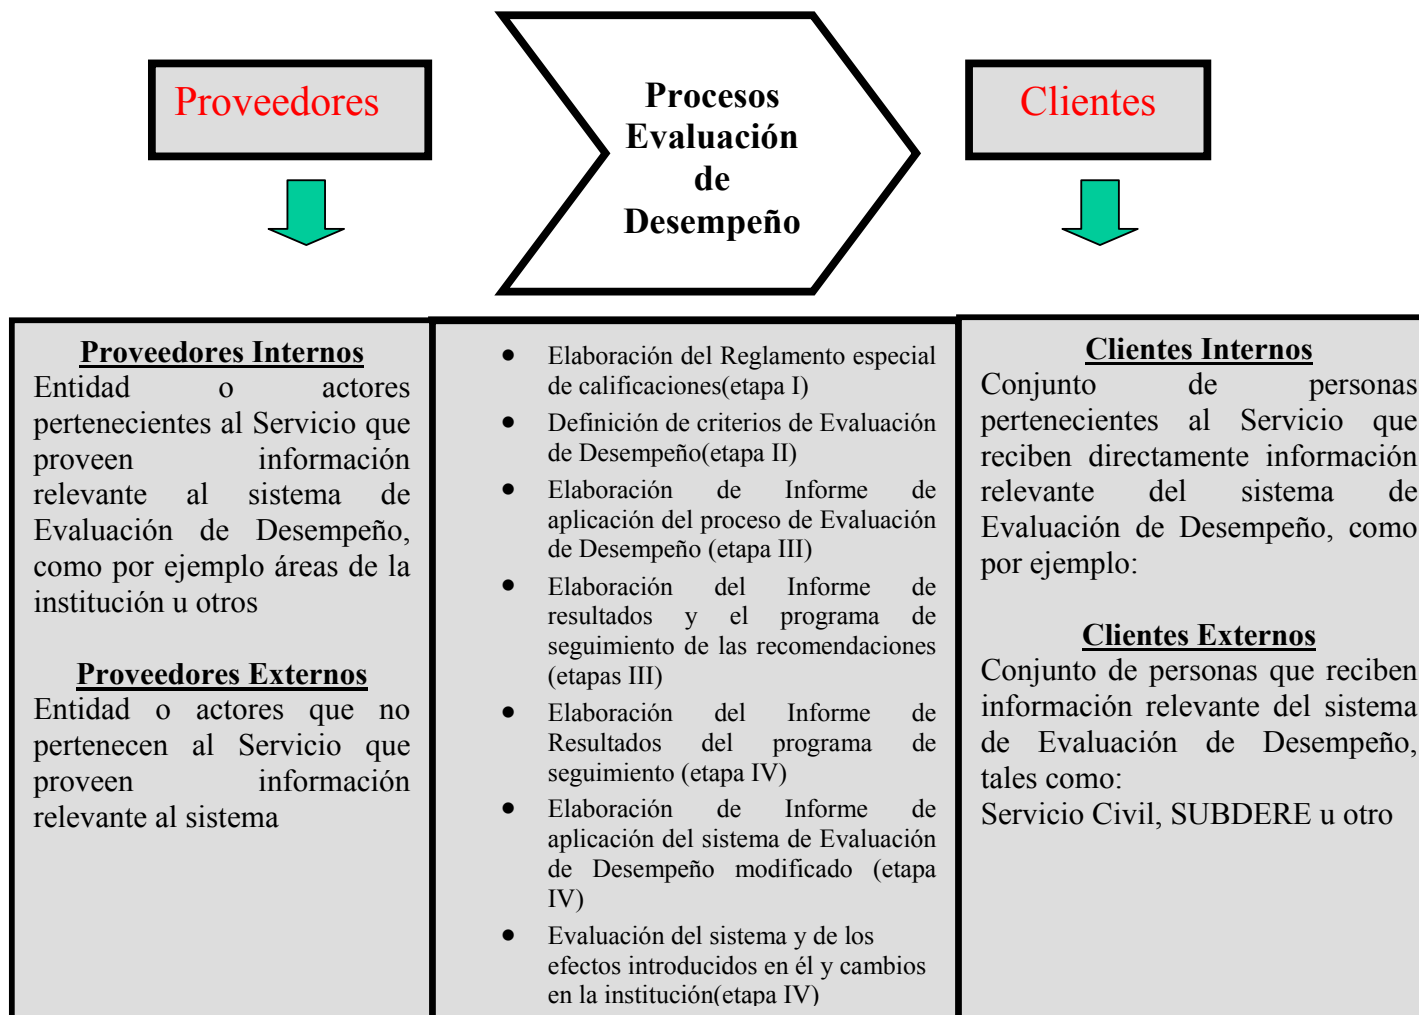 Proveedores
Procesos
Evaluación
de
Desempeño
Clientes
Proveedores Internos
Entidad o actores
pertenecientes al Servicio que
proveen información
relevante al sistema de
Evaluación de Desempeño,
como por ejemplo áreas de la
institución u otros
Proveedores Externos
Entidad o actores que no
pertenecen al Servicio que
proveen información
relevante al sistema
• Elaboración del Reglamento especial
de calificaciones(etapa I)
• Definición de criterios de Evaluación
de Desempeño(etapa II)
• Elaboración de Informe de
aplicación del proceso de Evaluación
de Desempeño (etapa III)
• Elaboración del Informe de
resultados y el programa de
seguimiento de las recomendaciones
(etapas III)
• Elaboración del Informe de
Resultados del programa de
seguimiento (etapa IV)
• Elaboración de Informe de
aplicación del sistema de Evaluación
de Desempeño modificado (etapa
IV)
• Evaluación del sistema y de los
efectos introducidos en él y cambios
en la institución(etapa IV)
Clientes Internos
Conjunto de personas
pertenecientes al Servicio que
reciben directamente información
relevante del sistema de
Evaluación de Desempeño, como
por ejemplo:
Clientes Externos
Conjunto de personas que reciben
información relevante del sistema
de Evaluación de Desempeño,
tales como:
Servicio Civil, SUBDERE u otro